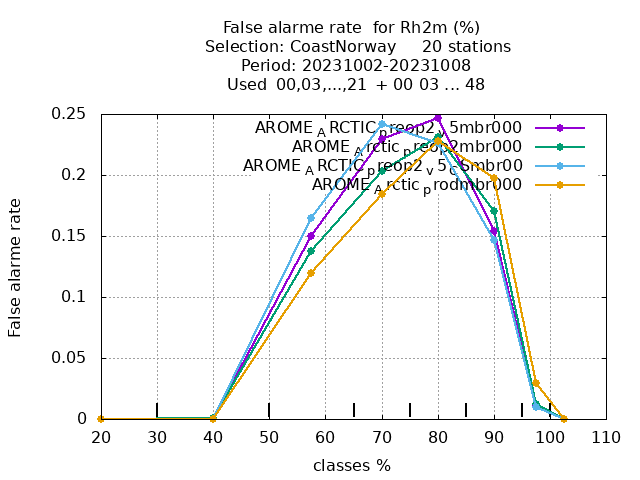 False alarme rate for Rh2m (%)
Selection: CoastNorway 20 stations
Period: 20231002-20231008
Used 00,03,...,21 + 00 03 ... 48
0.25
0.2
0.15
0.1
0.05
0
False alarme rate
AROME_ARCTIC_preop2_v5mbr000
AROME_Arctic_preop2mbr000
AROME_ARCTIC_preop2_v5_CSmbr00
AROME_Arctic_prodmbr000
20 30 40 50 60 70 80 90 100 110
classes %